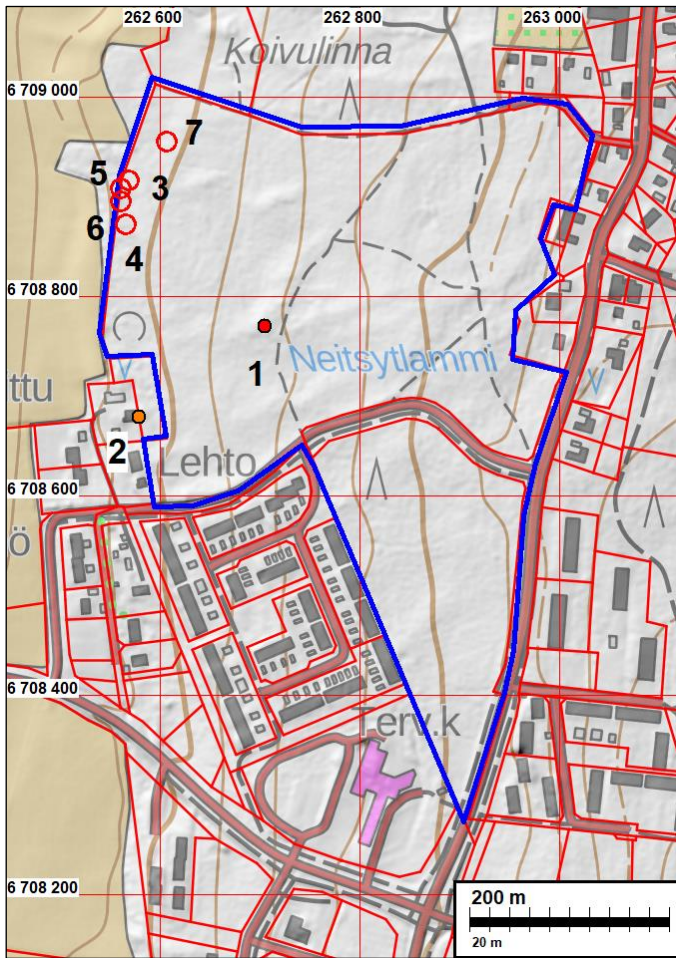 262 600
262 800
263 000
Koivulinna
6 709 000
7
5
3
6
4
6 708 800
1
Neitsytlammi
ttu
2
Lehto
6 708 600
ö
6 708 400
Terv.k
6 708 200
200 m
20 m